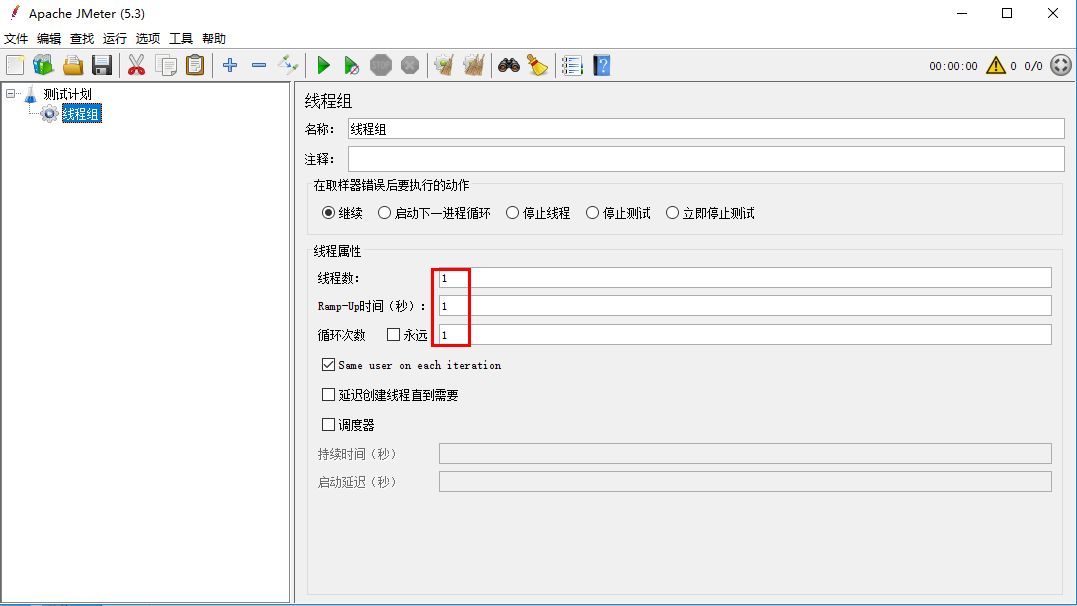 Apache JMeter (5.3)
文件 编辑 查找 运行 选项 工具 帮助
STOP 00:00:00 0 0/0
测试计划
线程组
线程组
名称: 线程组
注释:
在取样器错误后要执行的动作
继续 启动下一进程循环 停止线程 停止测试 立即停止测试
线程属性
线程数: 1
Ramp-Up时间（秒）: 1
循环次数 永远 1
Same user on each iteration
延迟创建线程直到需要
调度器
持续时间（秒）
启动延迟（秒）